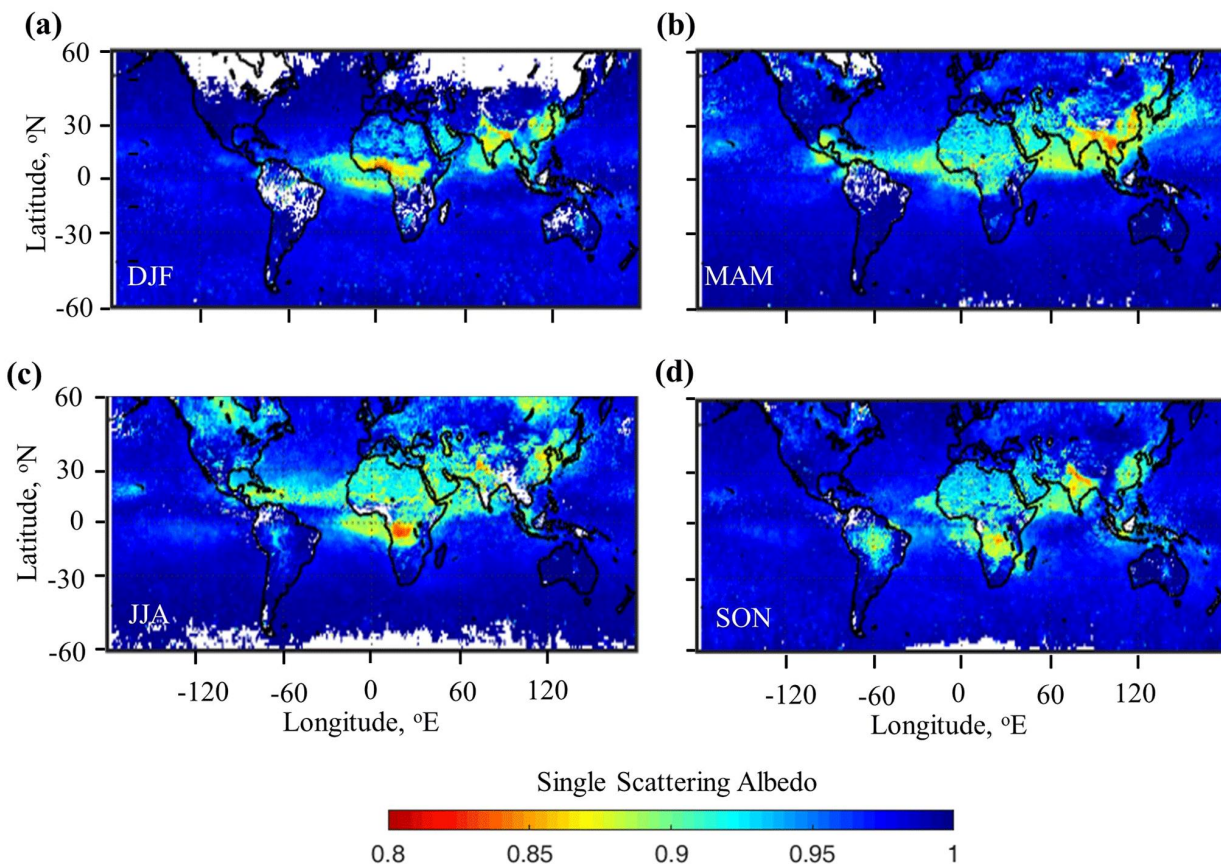 (a)
(b)
60
30
0
-30
-60
Latitude, °N
DJF
MAM
(c)
(d)
60
30
0
-30
-60
Latitude, °N
JJA
SON
-120 -60 0 60 120
-120 -60 0 60 120
Longitude, °E
Longitude, °E
Single Scattering Albedo
0.8 0.85 0.9 0.95 1